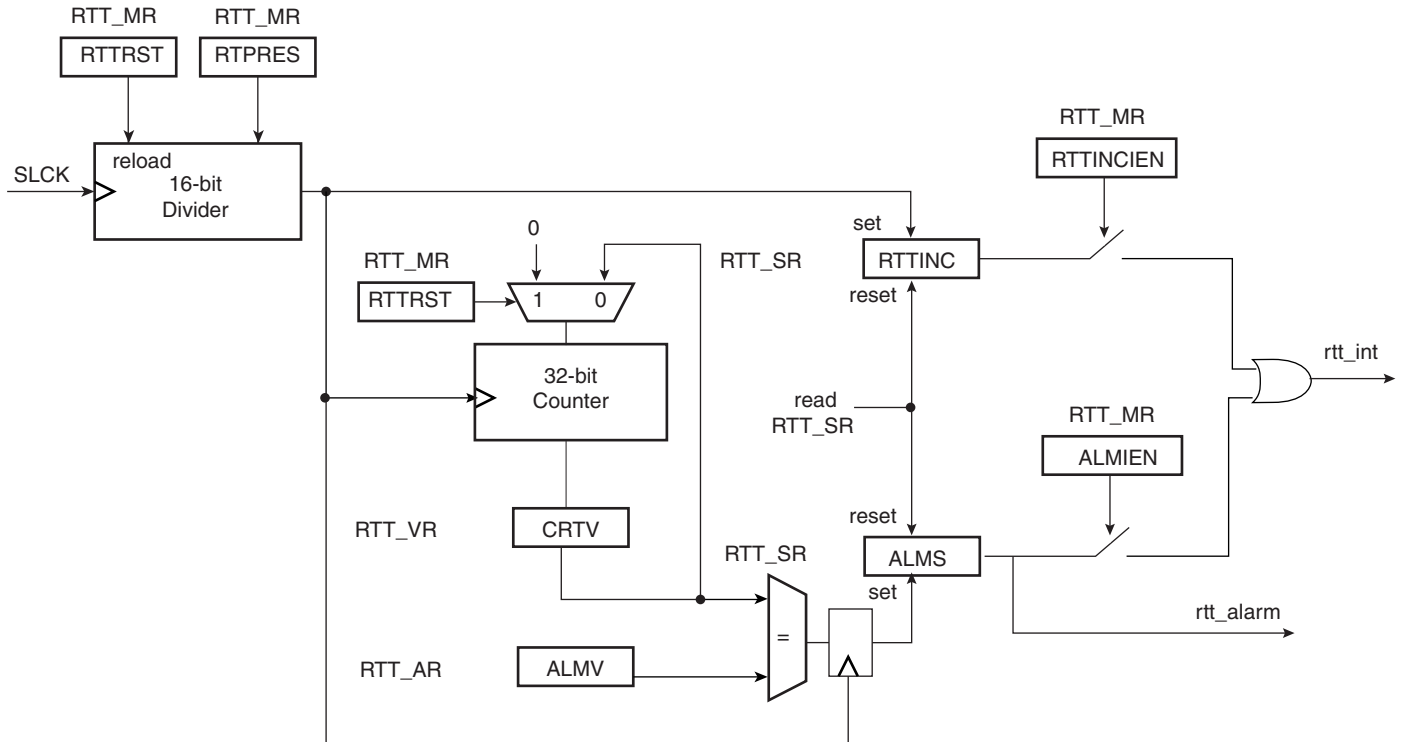 RTT_MR
RTT_MR
RTTRST
RTPRES
reload
16-bit
Divider
SLCK
RTT_MR
RTTINCIEN
0
RTT_MR
RTTRST
1 0
RTT_SR
set
RTTINC
reset
32-bit
Counter
read
RTT_SR
rtt_int
RTT_MR
ALMIEN
RTT_VR
CRTV
reset
ALMS
set
RTT_SR
=
rtt_alarm
RTT_AR
ALMV